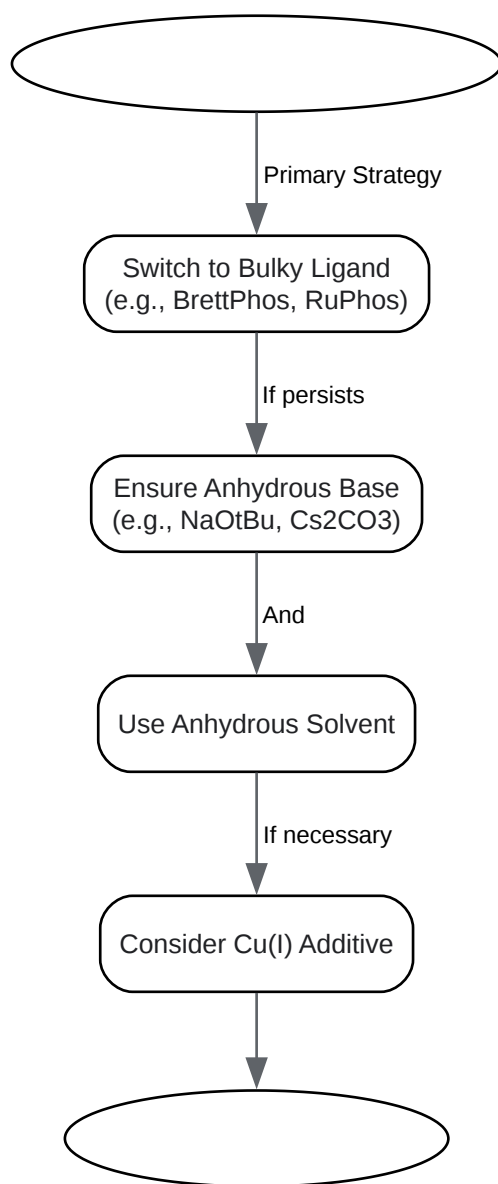 Primary Strategy
Switch to Bulky Ligand
(e.g., BrettPhos, RuPhos)
If persists
Ensure Anhydrous Base
(e.g., NaOtBu, Cs2CO3)
And
Use Anhydrous Solvent
If necessary
Consider Cu(I) Additive